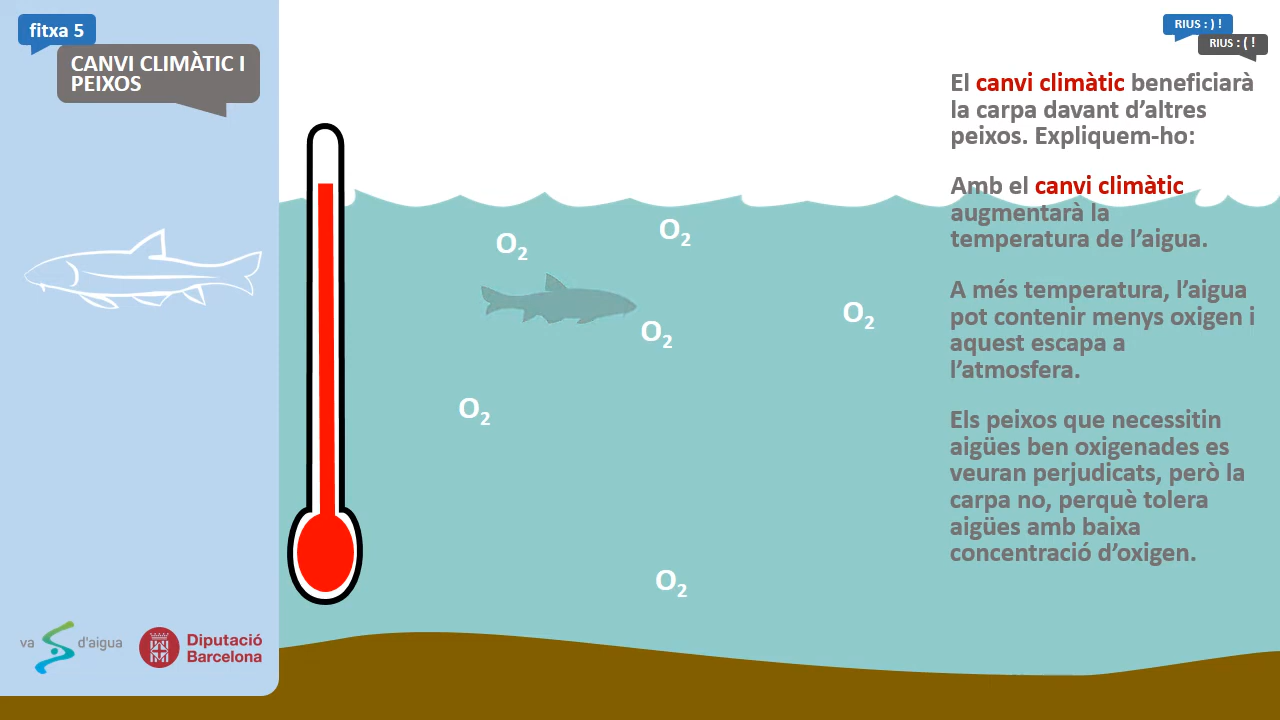 fitxa 5
CANVI CLIMÀTIC I
PEIXOS
RIUS : ) !
RIUS : ( !
El canvi climàtic beneficiarà
la carpa davant d’altres
peixos. Expliquem-ho:
Amb el canvi climàtic
augmentarà la
temperatura de l’aigua.
A més temperatura, l’aigua
pot contenir menys oxigen i
aquest escapa a
l’atmosfera.
Els peixos que necessitin
aigües ben oxigenades es
veuran perjudicats, però la
carpa no, perquè tolera
aigües amb baixa
concentració d’oxigen.
O2
O2
O2
O2
O2
O2
va d'aigua
Diputació
Barcelona